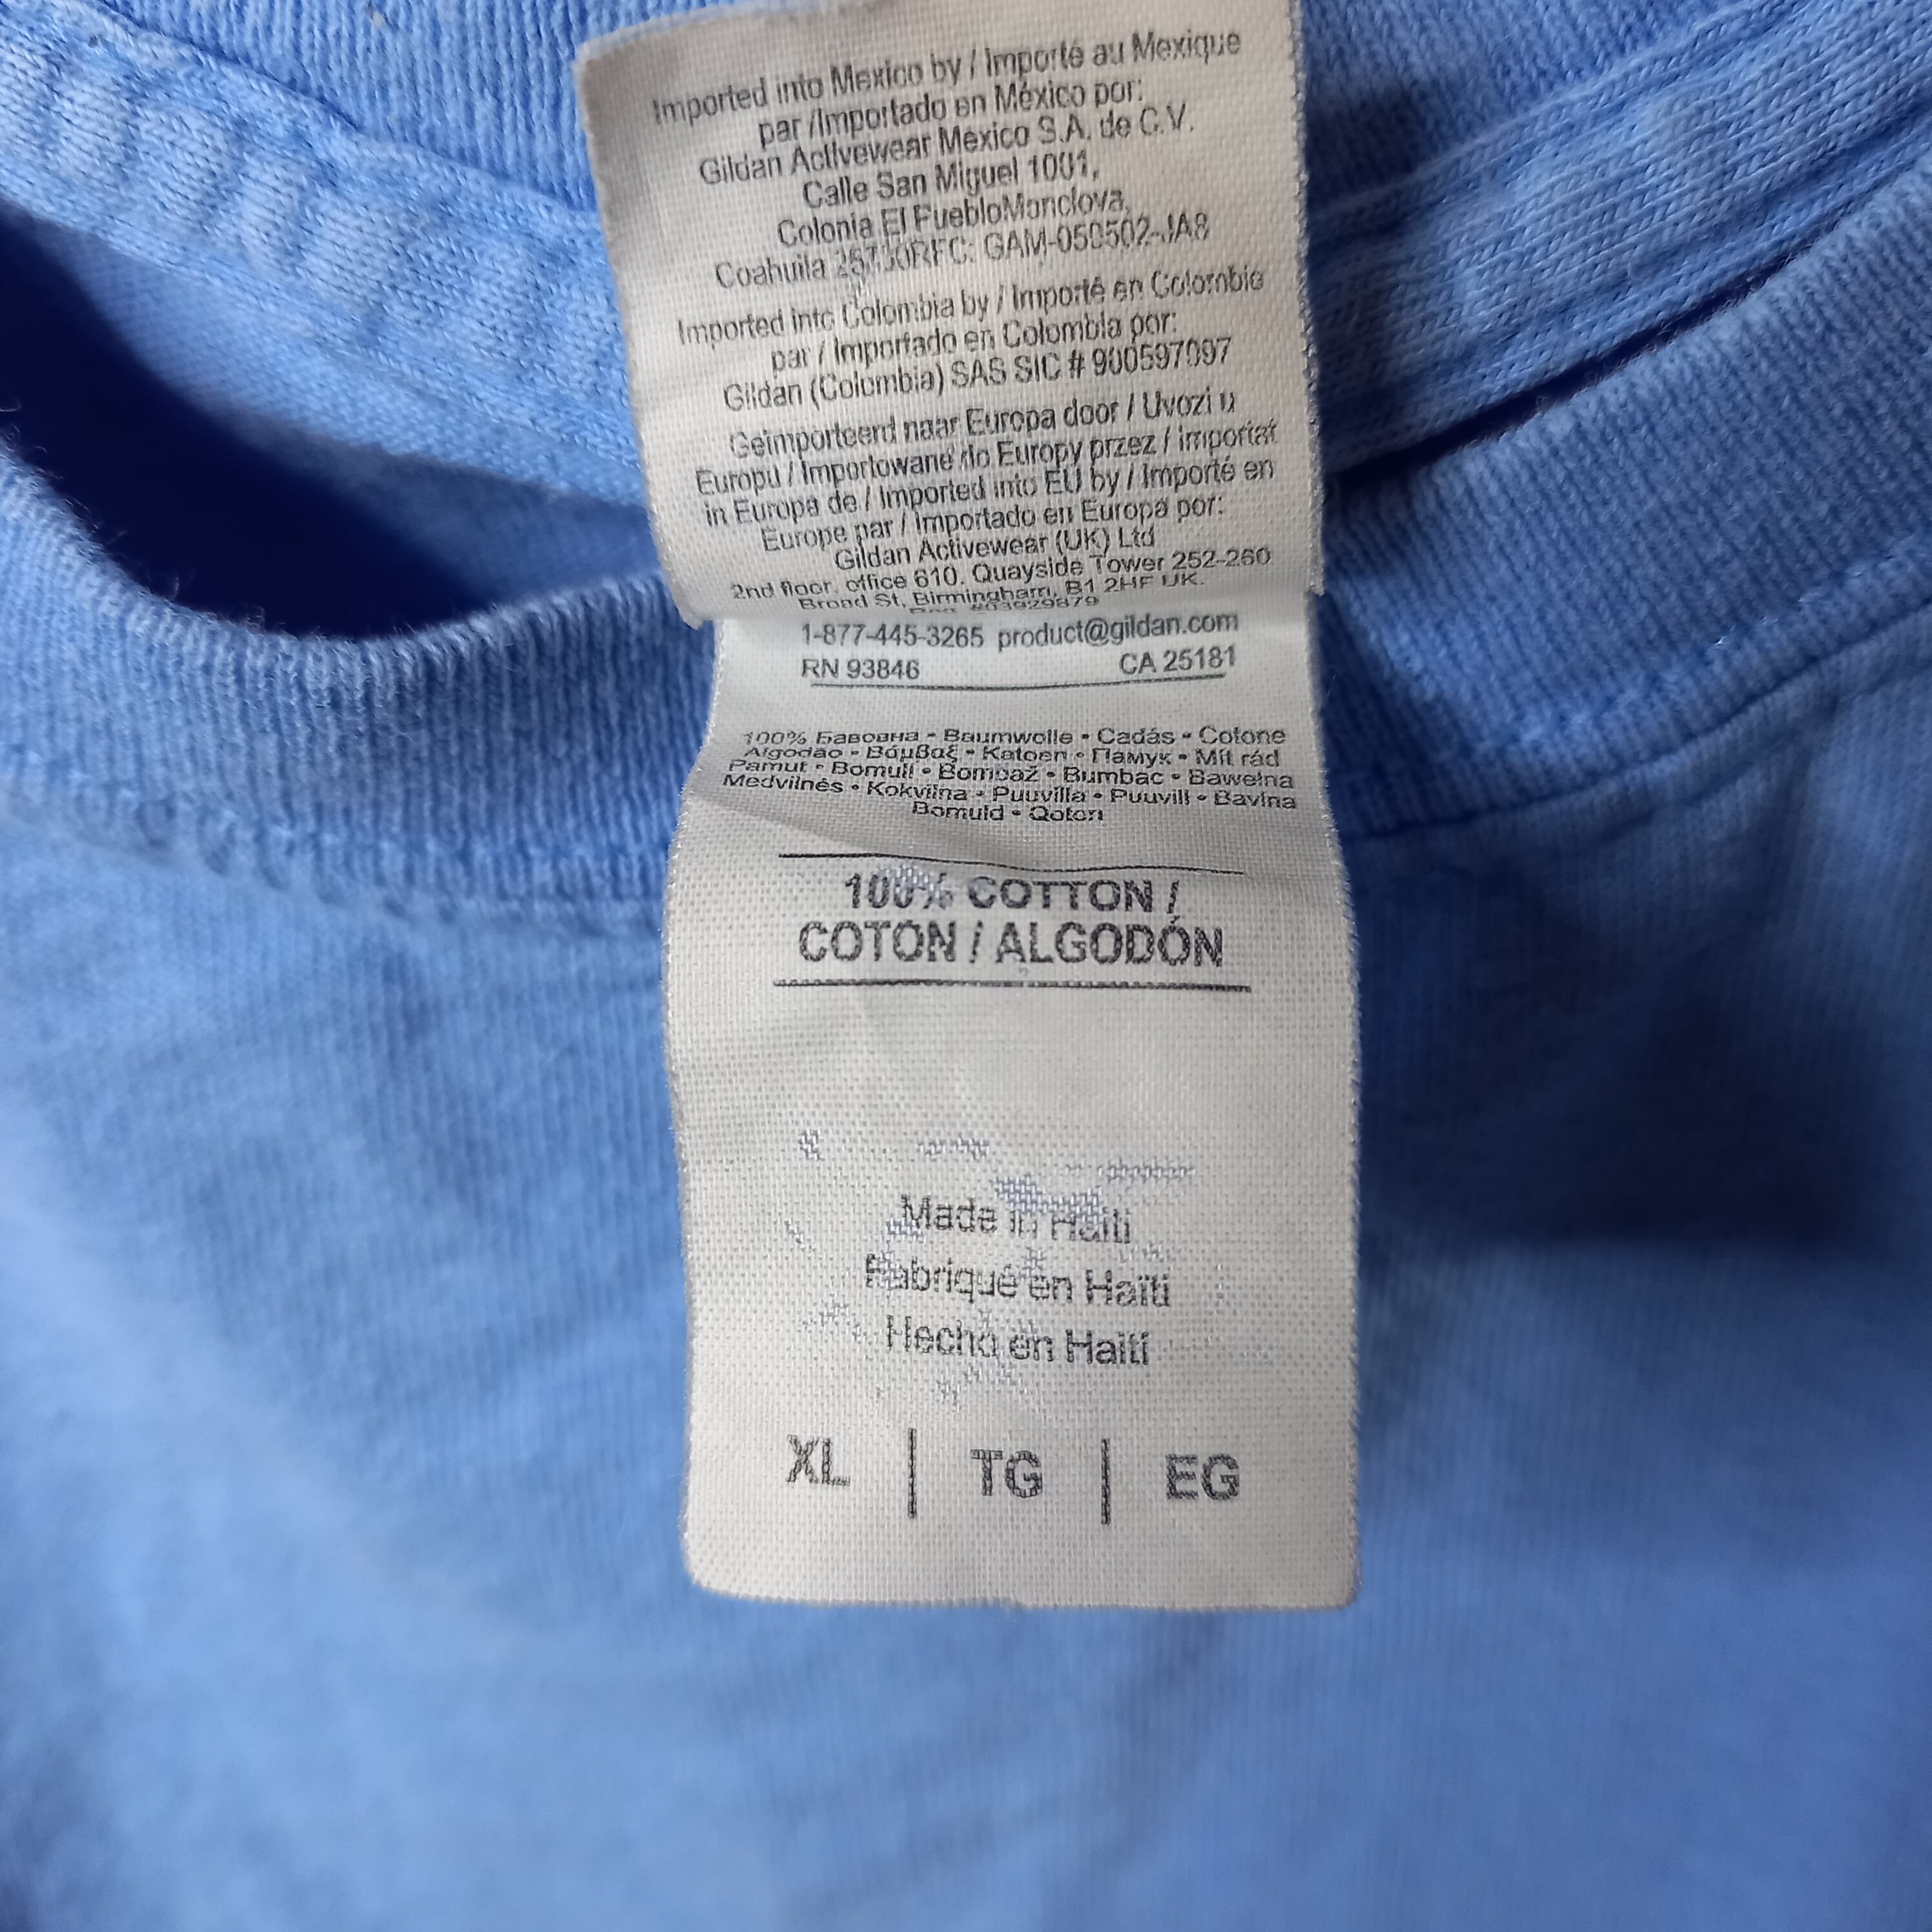 Imported into Mexico by / Importé au Mexique
par /Importado en México por:
Gildan Activewear Mexico S.A. de C.V.
Calle San Miguel 1001,
Colonia El PuebloMonclova,
Coahuila 25730RFC: GAM-050502-JA8
Imported into Colombia by / Importé en Colombie
par / Importado en Colombia por:
Gildan (Colombia) SAS SIC # 900597097
Geïmporteerd naar Europa door / Uvozi u
Europu / Importowane do Europy przez / importat
in Europa de / Imported into EU by / Importé en
Europe par / Importado en Europa por:
Gildan Activewear (UK) Ltd
2nd floor, office 610. Quayside Tower 252-260
Broad St, Birmingham, B1 2HF UK.
#03929879
1-877-445-3265 product@gildan.com
RN 93846 CA 25181
100% Бавовна • Baumwolle • Cadás • Cotone
Algodão • Βάμβαξ • Katoen • Памук • Mít rád
Pamut • Bomull • Bombaž • Bumbac • Bawełna
Medvilnės • Kokvilna • Puuvilla • Puuvill • Bavlna
Bomuld • Qoton
100% COTTON /
COTON / ALGODÓN
Made in Haiti
Fabriqué en Haïti
Hecho en Haití
XL | TG | EG